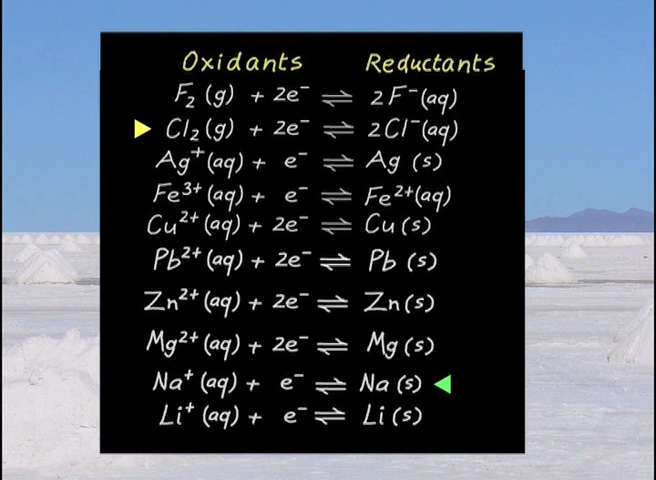 Oxidants Reductants
F₂ (g) + 2e⁻ ⇌ 2F⁻(aq)
Cl₂(g) + 2e⁻ ⇌ 2Cl⁻(aq)
Ag⁺(aq) + e⁻ ⇌ Ag (s)
Fe³⁺(aq) + e⁻ ⇌ Fe²⁺(aq)
Cu²⁺(aq) + 2e⁻ ⇌ Cu(s)
Pb²⁺(aq) + 2e⁻ ⇌ Pb (s)
Zn²⁺(aq) + 2e⁻ ⇌ Zn(s)
Mg²⁺(aq) + 2e⁻ ⇌ Mg(s)
Na⁺(aq) + e⁻ ⇌ Na(s)
Li⁺(aq) + e⁻ ⇌ Li(s)